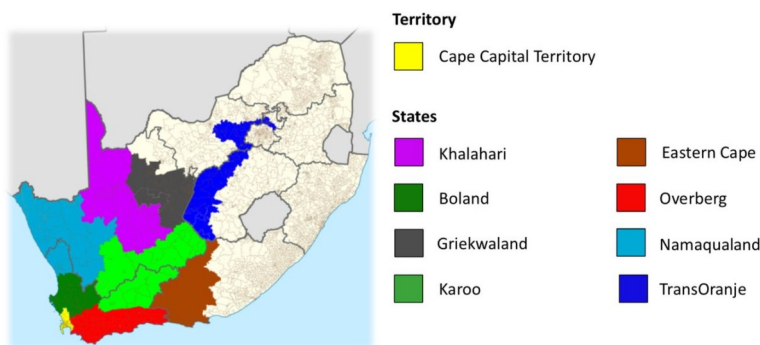 Territory
Cape Capital Territory
States
Khalahari
Eastern Cape
Boland
Overberg
Griekwaland
Namaqualand
Karoo
TransOranje